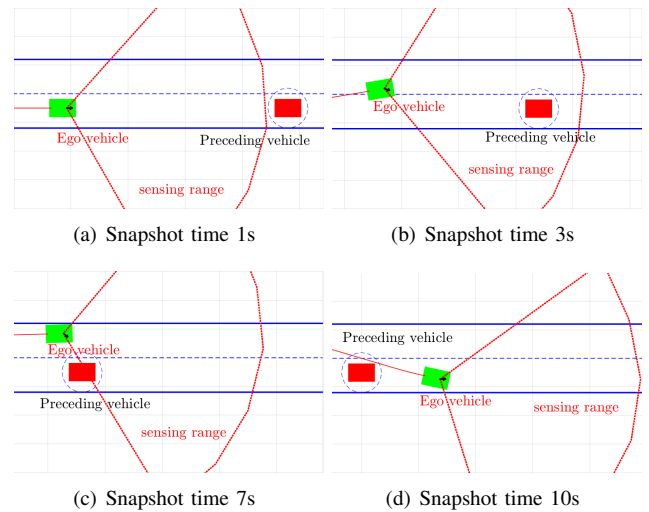 Ego vehicle
Preceding vehicle
sensing range
(a) Snapshot time 1s
Ego vehicle
Preceding vehicle
sensing range
(b) Snapshot time 3s
Ego vehicle
Preceding vehicle
sensing range
(c) Snapshot time 7s
Preceding vehicle
Ego vehicle
sensing range
(d) Snapshot time 10s